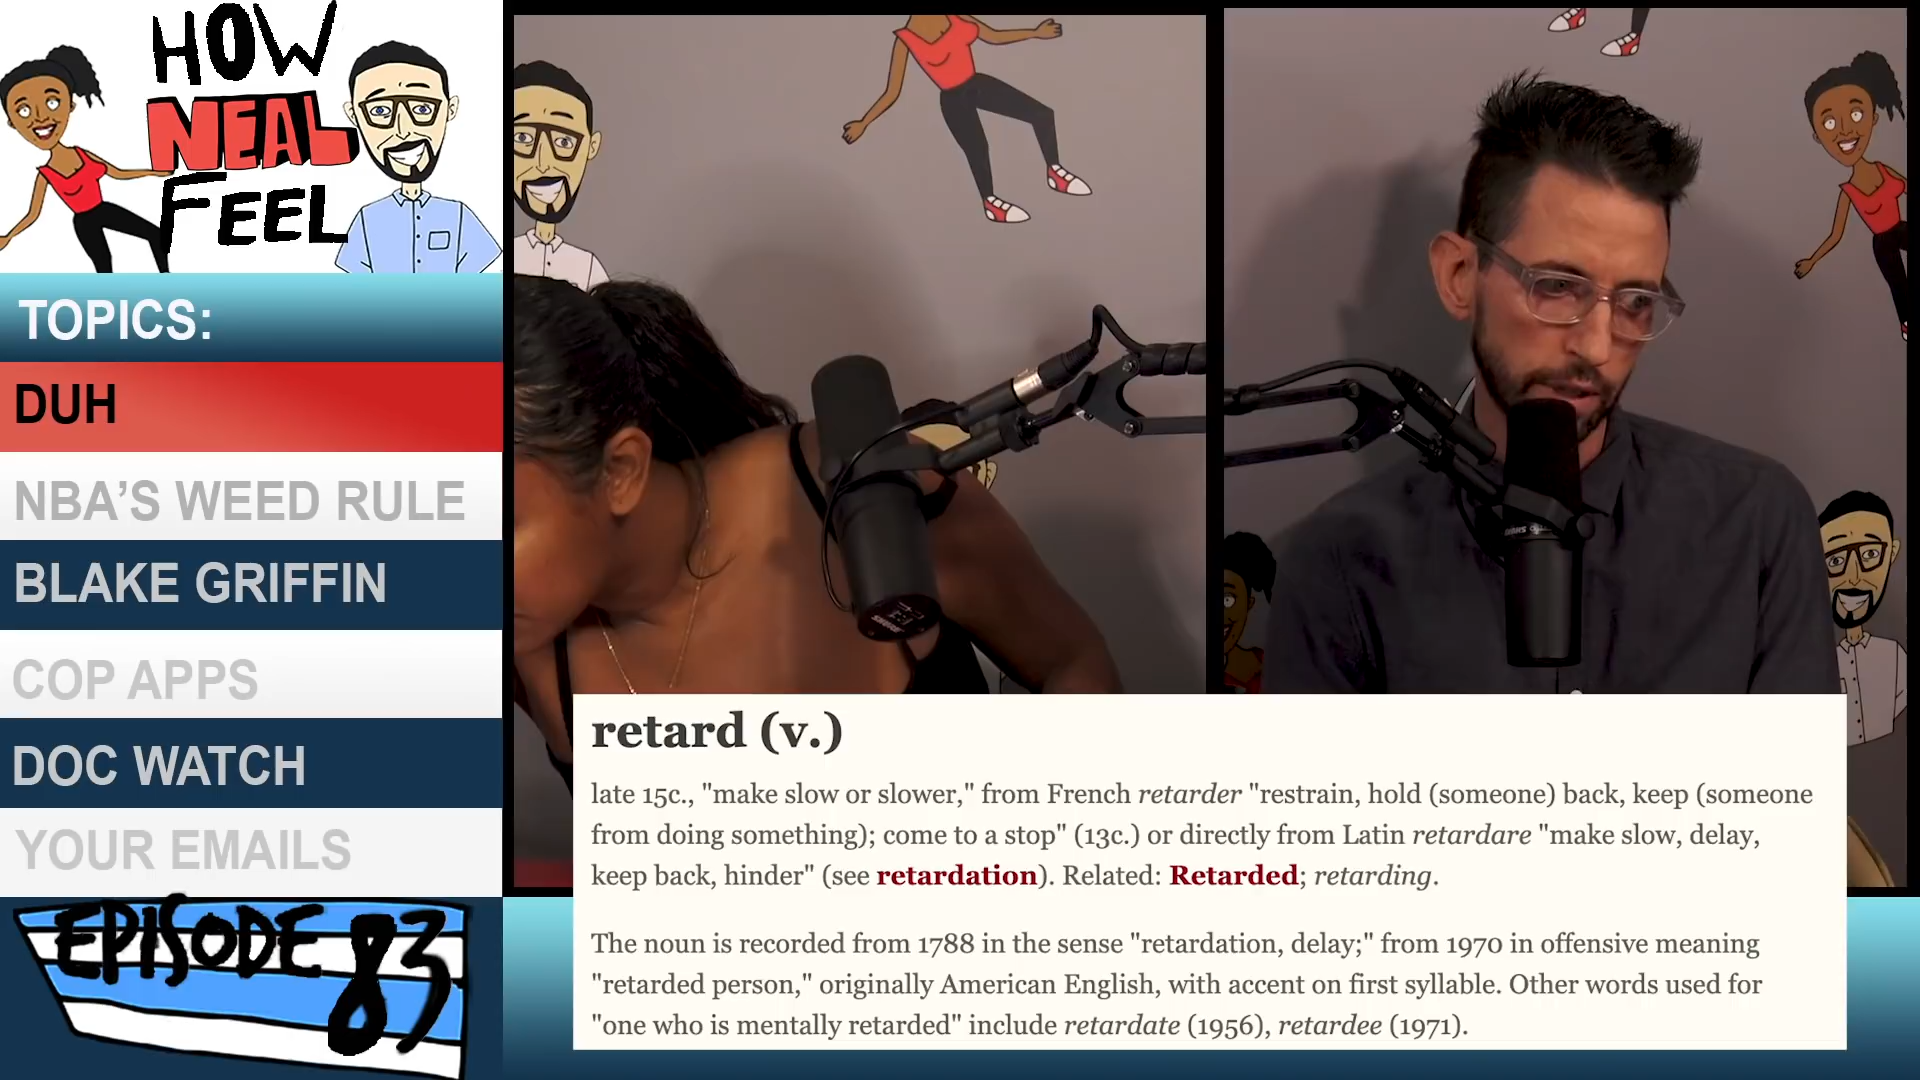 HOW
NEAL
FEEL
TOPICS:
DUH
NBA'S WEED RULE
BLAKE GRIFFIN
COP APPS
DOC WATCH
YOUR EMAILS
EPISODE 83
SHURE
retard (v.)
late 15c., "make slow or slower," from French retarder "restrain, hold (someone) back, keep (someone
from doing something); come to a stop" (13c.) or directly from Latin retardare "make slow, delay,
keep back, hinder" (see retardation). Related: Retarded; retarding.
The noun is recorded from 1788 in the sense "retardation, delay;" from 1970 in offensive meaning
"retarded person," originally American English, with accent on first syllable. Other words used for
"one who is mentally retarded" include retardate (1956), retardee (1971).